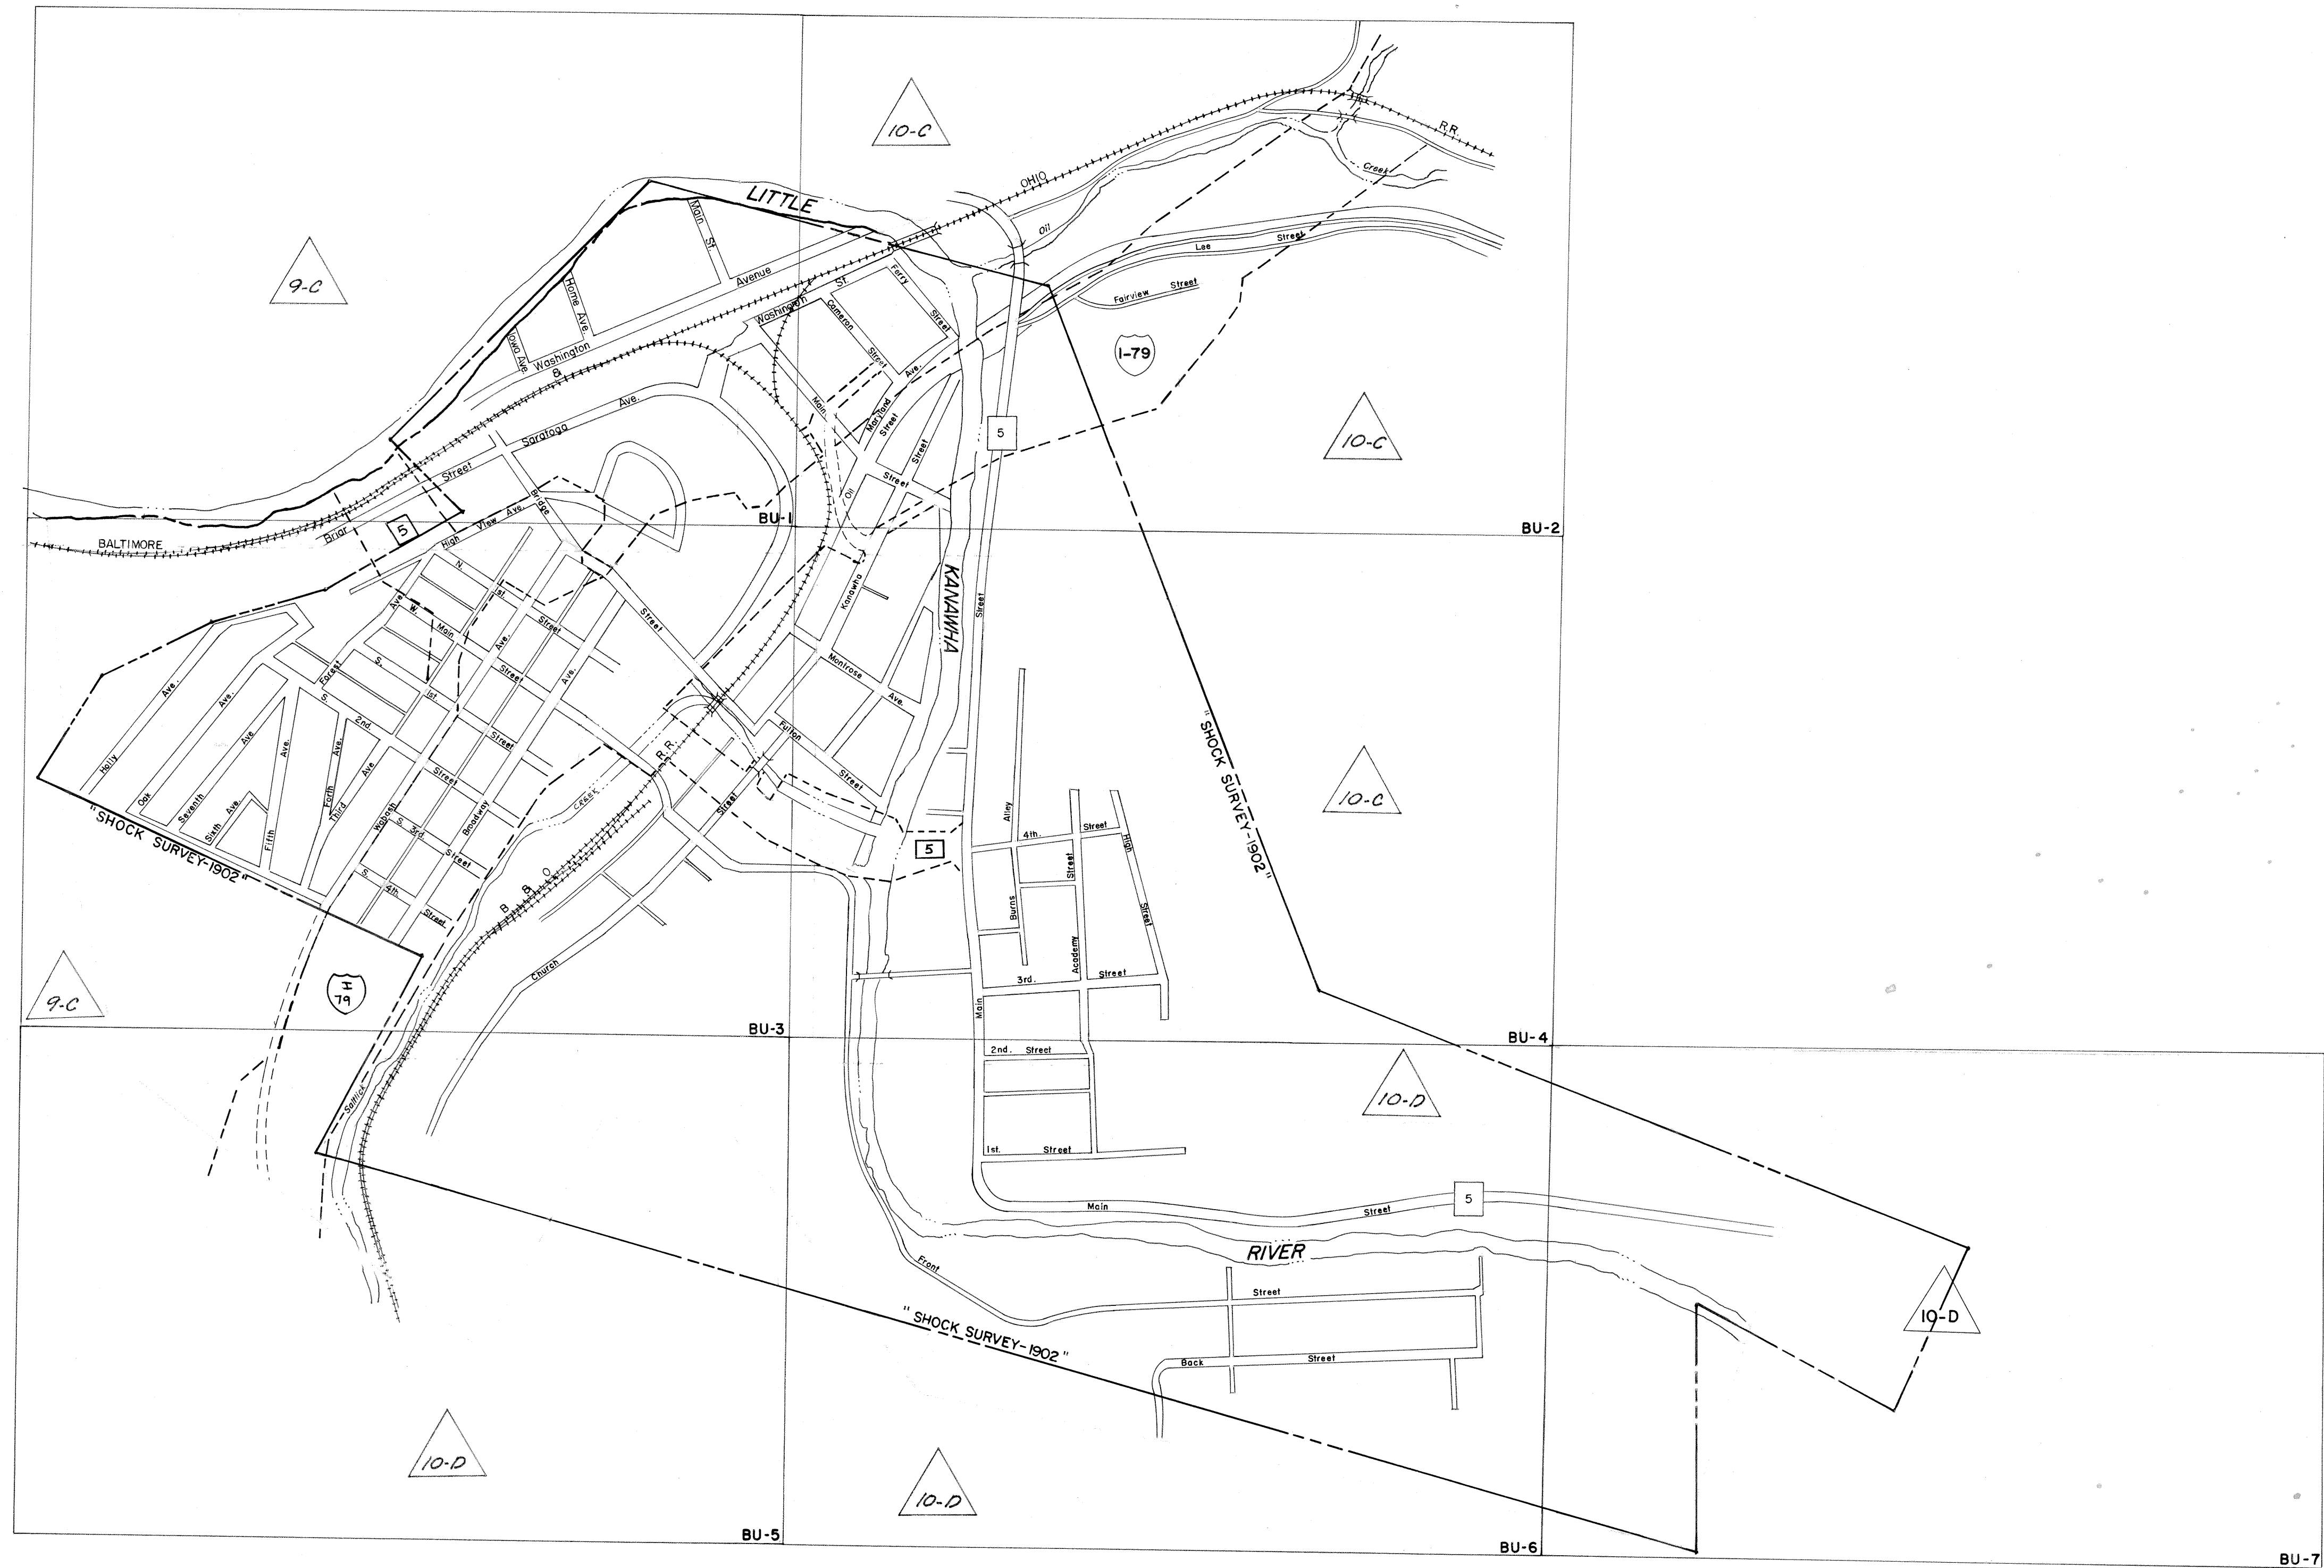 10-C
R.R.
Creek
LITTLE
OHIO
Main St.
Oil
Lee Street
9-C
Avenue
Ferry Street
Home Ave.
St.
Washington
Cameron Street
Fairview Street
Iowa Ave
Washington
I-79
&
Ave.
Main
Maryland
Street
Saratoga Ave.
5
10-C
Street
Street
Street
Oil
Bridge
View Ave.
High
5
Briar
BU-1
BU-2
BALTIMORE
N. 1st Street
Kanawha
KANAWHA
Street
Ave
W. Main Street
Ave.
Street
Montrose Ave.
Forest
S. 1st Street
Ave.
Ave.
Ave.
S. 2nd. Street
Fulton Street
"SHOCK SURVEY-1902"
R.R.
Ave
Ave.
Ave.
Ave
Holly
Oak
Seventh
Sixth Ave.
Fifth
Forth
Third
Wabash
Broadway
CREEK
Street
10-C
Alley
4th. Street
High Street
S. 3rd Street
"SHOCK SURVEY-1902"
5
Street
B & O
S. 4th. Street
Burns
Academy
Church
I
79
3rd. Street
9-C
Main
BU-3
BU-4
2nd. Street
Saltlick
10-D
1st. Street
Main Street
5
RIVER
Front Street
"SHOCK SURVEY-1902"
10-D
Back Street
10-D
10-D
BU-5
BU-6
BU-7